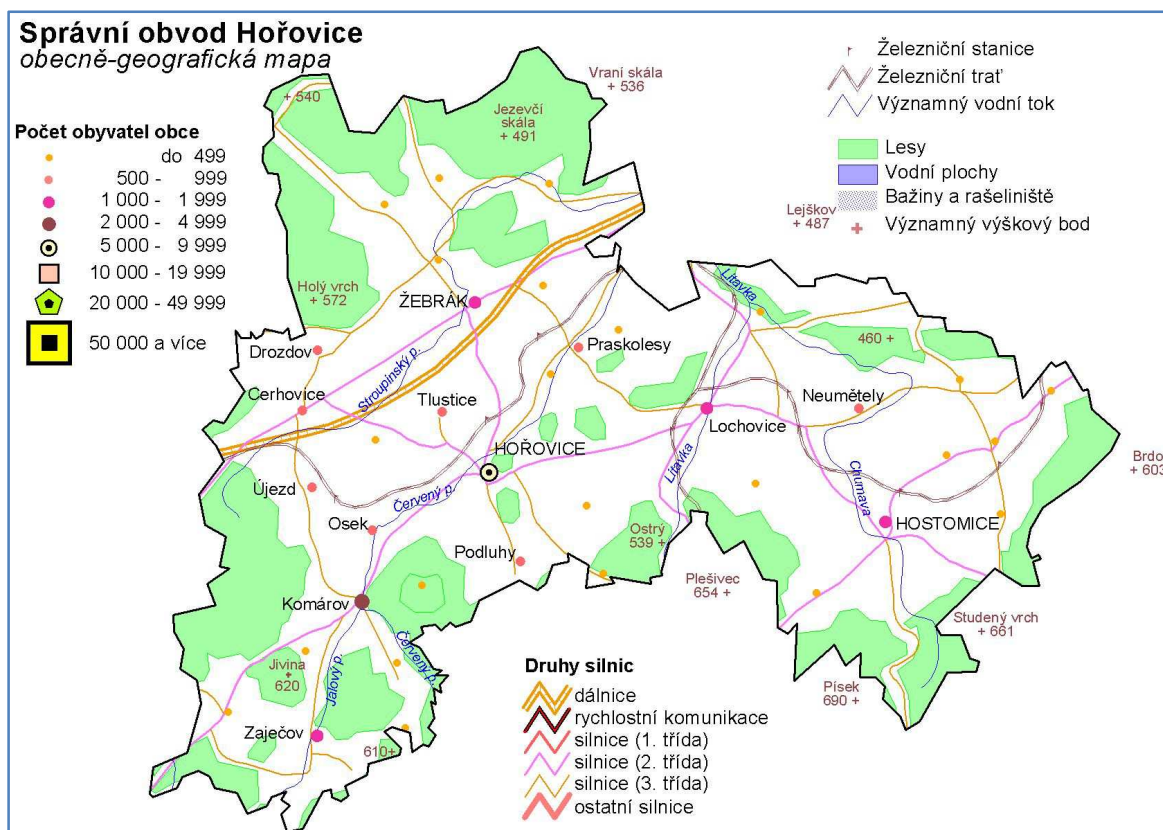 Správní obvod Hořovice
obecně-geografická mapa
Počet obyvatel obce
do 499
500 - 999
1 000 - 1 999
2 000 - 4 999
5 000 - 9 999
10 000 - 19 999
20 000 - 49 999
50 000 a více
Železniční stanice
Železniční trať
Významný vodní tok
Lesy
Vodní plochy
Bažiny a rašeliniště
Významný výškový bod
Vraní skála
+ 536
+ 540
Jezevčí
skála
+ 491
Lejškov
+ 487
Holý vrch
+ 572
ŽEBRÁK
Litavka
Drozdov
Praskolesy
460 +
Stroupinský p.
Cerhovice
Tlustice
Neumětely
Lochovice
HOŘOVICE
Litavka
Brdo
+ 603
Újezd
Červený p.
Chumava
Osek
Ostrý
539 +
HOSTOMICE
Podluhy
Plešivec
654 +
Komárov
Studený vrch
+ 661
Červený p.
Jivina
+
620
Jalový p.
Písek
690 +
Zaječov
610+
Druhy silnic
dálnice
rychlostní komunikace
silnice (1. třída)
silnice (2. třída)
silnice (3. třída)
ostatní silnice